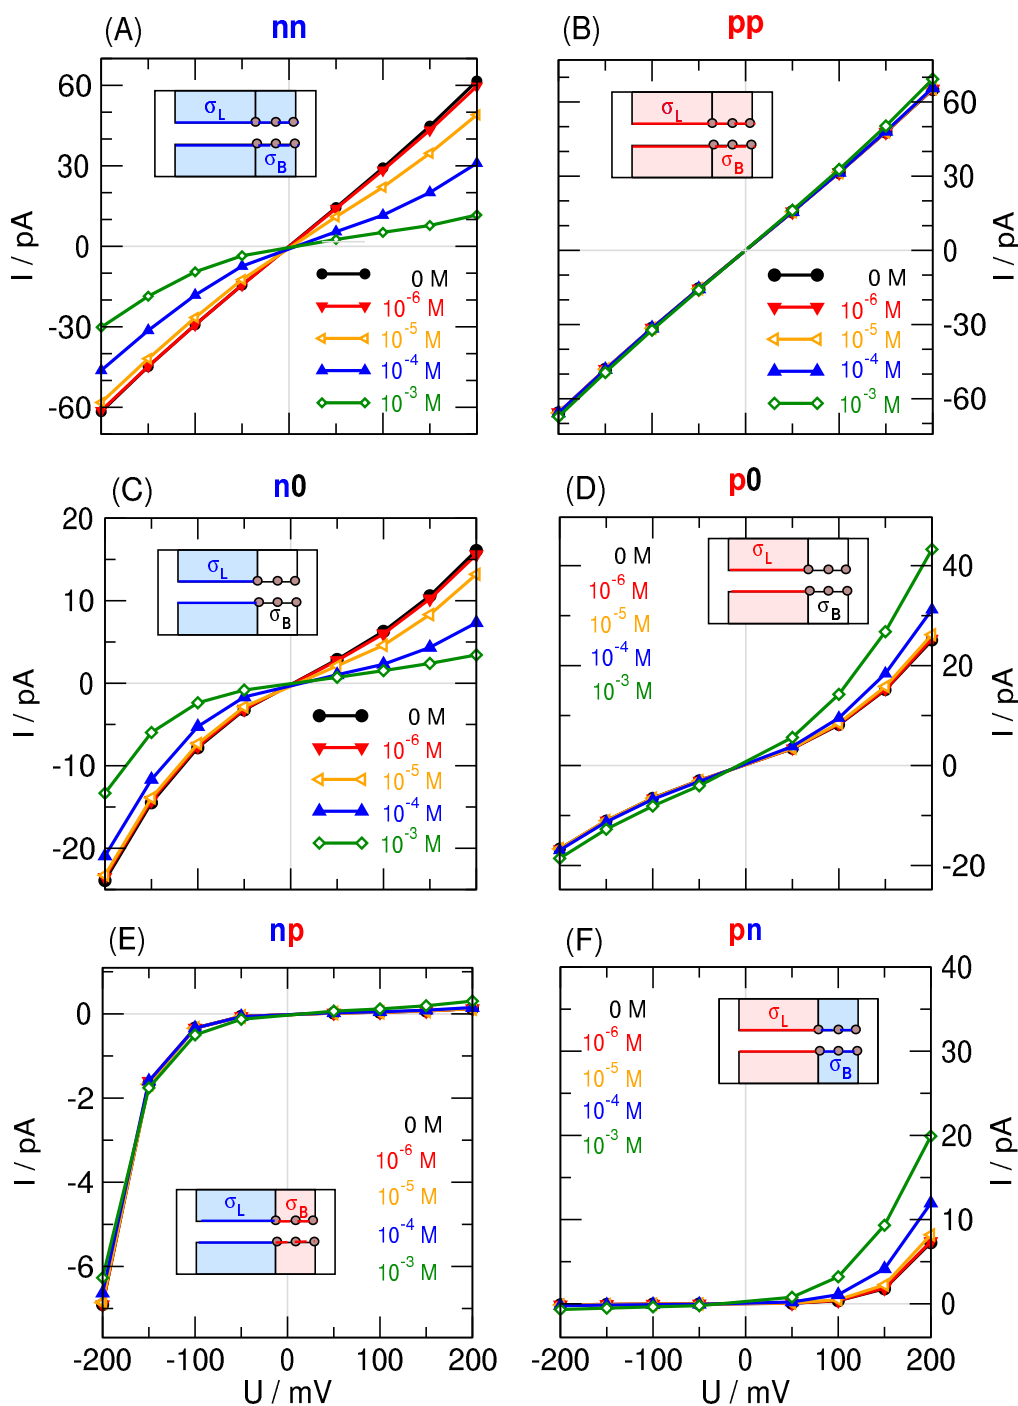 (A) nn
60
30
0
-30
-60
I / pA
σL
σB
0 M
10-6 M
10-5 M
10-4 M
10-3 M
(B) pp
60
30
0
-30
-60
I / pA
σL
σB
0 M
10-6 M
10-5 M
10-4 M
10-3 M
(C) n0
20
10
0
-10
-20
I / pA
σL
σB
0 M
10-6 M
10-5 M
10-4 M
10-3 M
(D) p0
40
20
0
-20
I / pA
0 M
10-6 M
10-5 M
10-4 M
10-3 M
σL
σB
(E) np
0
-2
-4
-6
I / pA
0 M
10-6 M
10-5 M
10-4 M
10-3 M
σL σB
-200 -100 0 100 200
U / mV
(F) pn
40
30
20
10
0
I / pA
0 M
10-6 M
10-5 M
10-4 M
10-3 M
σL
σB
-200 -100 0 100 200
U / mV